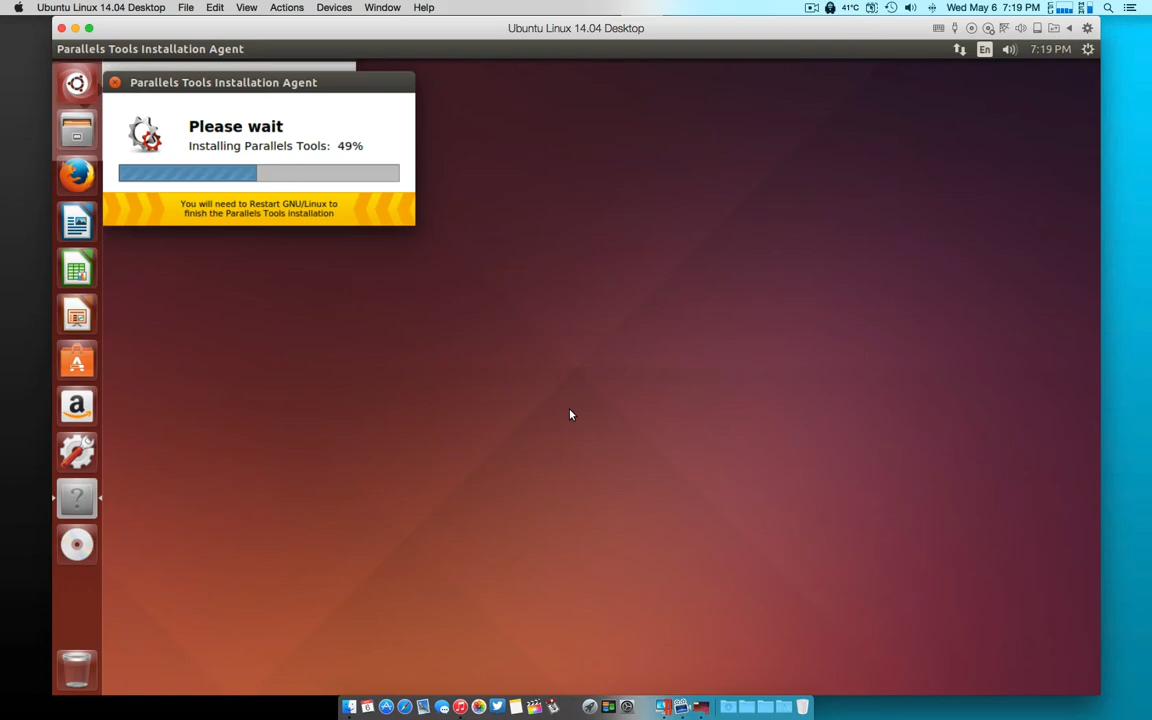 Ubuntu Linux 14.04 Desktop File Edit View Actions Devices Window Help 41°C Wed May 6 7:19 PM
Ubuntu Linux 14.04 Desktop
Parallels Tools Installation Agent En 7:19 PM
Parallels Tools Installation Agent
Please wait
Installing Parallels Tools: 49%
You will need to Restart GNU/Linux to
finish the Parallels Tools installation